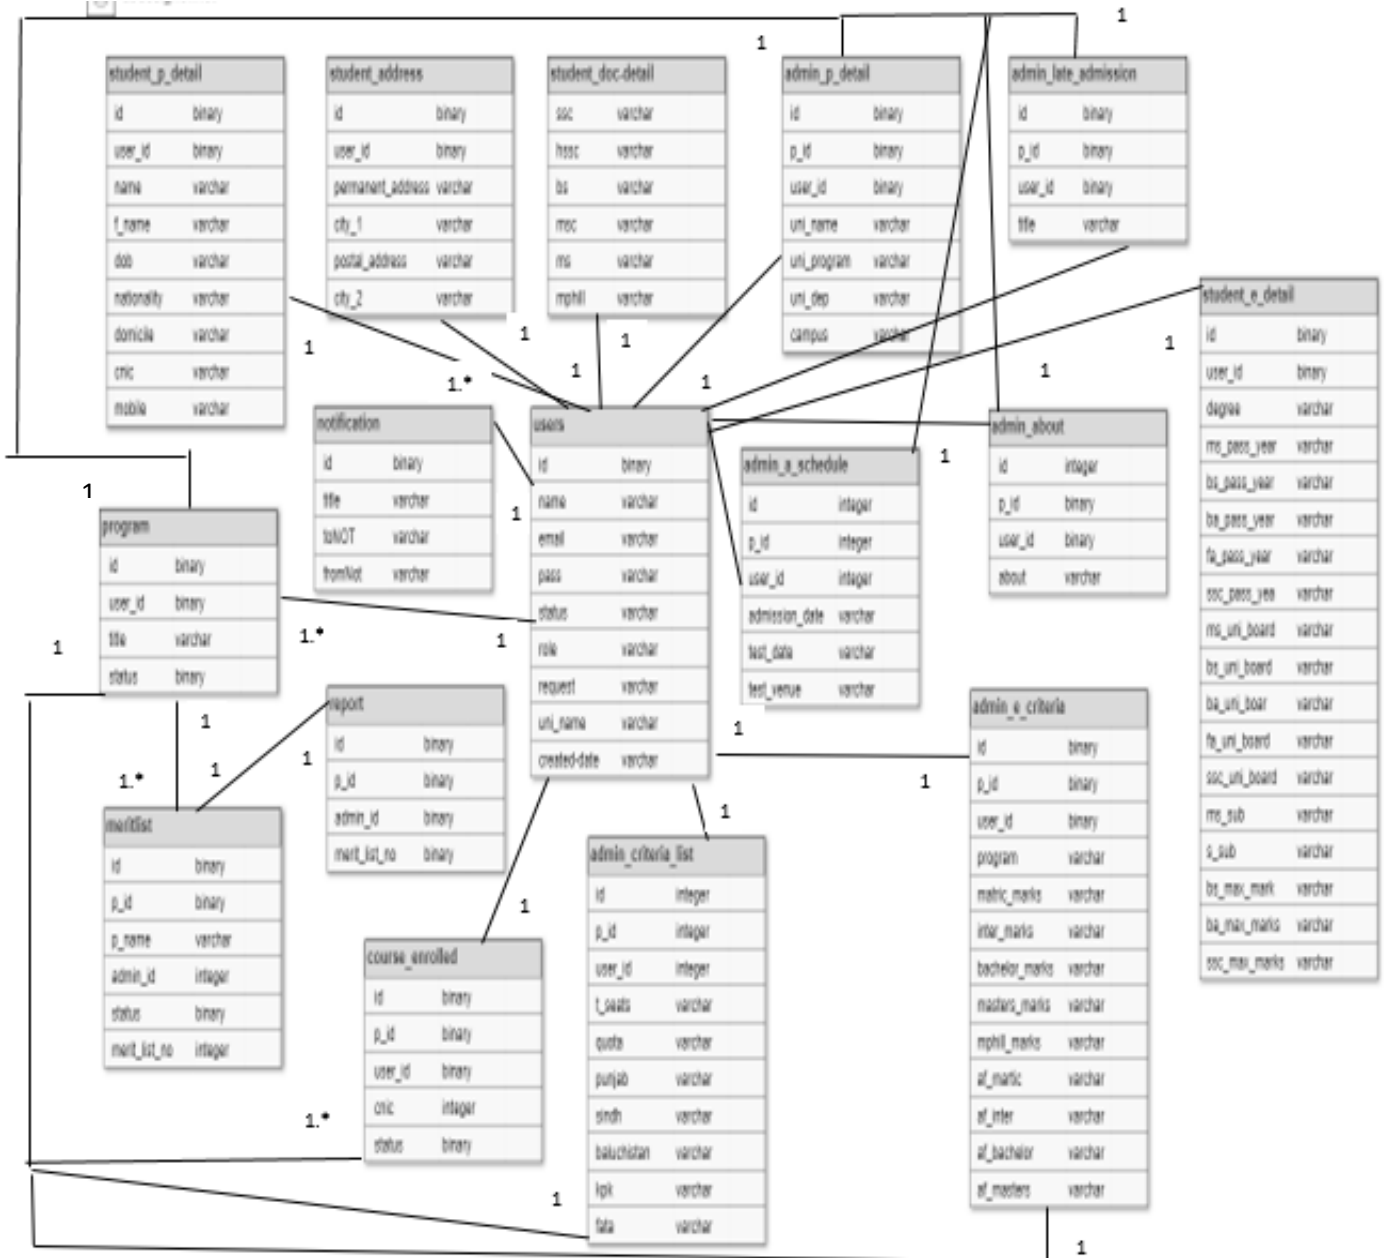 1
1
student_p_detail
id binary
user_id binary
name varchar
f_name varchar
dob varchar
nationality varchar
domicile varchar
cnic varchar
mobile varchar
student_address
id binary
user_id binary
permanent_address varchar
city_1 varchar
postal_address varchar
city_2 varchar
student_doc-detail
ssc varchar
hssc varchar
bs varchar
msc varchar
ms varchar
mphill varchar
admin_p_detail
id binary
p_id binary
user_id binary
uni_name varchar
uni_program varchar
uni_dep varchar
campus varchar
admin_late_admission
id binary
p_id binary
user_id binary
title varchar
student_e_detail
id binary
user_id binary
degree varchar
ms_pass_year varchar
bs_pass_year varchar
ba_pass_year varchar
fa_pass_year varchar
ssc_pass_yea varchar
ms_uni_board varchar
bs_uni_board varchar
ba_uni_boar varchar
fa_uni_board varchar
ssc_uni_board varchar
ms_sub varchar
s_sub varchar
bs_max_mark varchar
ba_max_marks varchar
ssc_max_marks varchar
1
1
1
1
1.*
1
1
1
1
notification
id binary
title varchar
toNOT varchar
fromNot varchar
1
users
id binary
name varchar
email varchar
pass varchar
status varchar
role varchar
request varchar
uni_name varchar
created-date varchar
admin_a_schedule
id integer
p_id integer
user_id integer
admission_date varchar
test_date varchar
test_venue varchar
1
admin_about
id integer
p_id binary
user_id binary
about varchar
1
program
id binary
user_id binary
title varchar
status binary
1.*
1
1
1
1
1
1.*
report
id binary
p_id binary
admin_id binary
merit_list_no binary
meritlist
id binary
p_id binary
p_name varchar
admin_id integer
status binary
merit_list_no integer
1
1
1
1
course_enrolled
id binary
p_id binary
user_id binary
cnic integer
status binary
1.*
admin_criteria_list
id integer
p_id integer
user_id integer
t_seats varchar
quota varchar
punjab varchar
sindh varchar
baluchistan varchar
kpk varchar
fata varchar
1
admin_e_criteria
id binary
p_id binary
user_id binary
program varchar
matric_marks varchar
inter_marks varchar
bachelor_marks varchar
masters_marks varchar
mphill_marks varchar
af_martic varchar
af_inter varchar
af_bachelor varchar
af_masters varchar
1